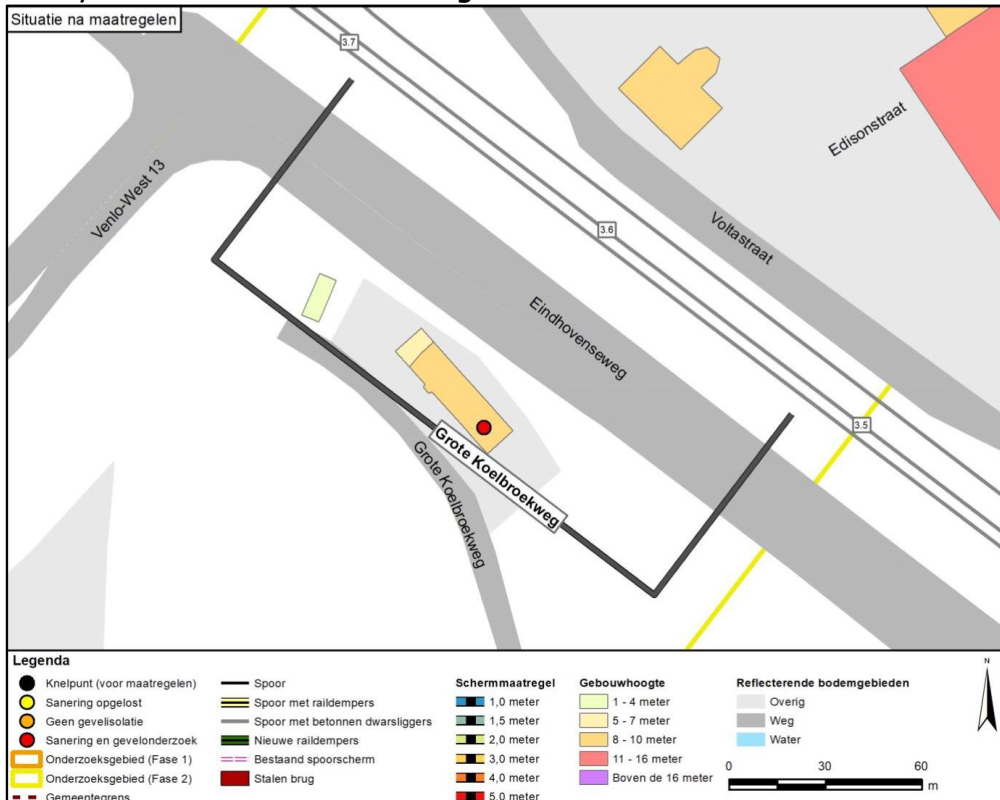 Situatie na maatregelen
3.7
Edisonstraat
Venlo-West 13
3.6
Voltastraat
Eindhovenseweg
3.5
Grote Koelbroekweg
Grote Koelbroekweg
Legenda
Knelpunt (voor maatregelen)
Sanering opgelost
Geen gevelisolatie
Sanering en gevelonderzoek
Onderzoeksgebied (Fase 1)
Onderzoeksgebied (Fase 2)
Gemeentegrens
Spoor
Spoor met raildempers
Spoor met betonnen dwarsliggers
Nieuwe raildempers
Bestaand spoorscherm
Stalen brug
Schermmaatregel
1,0 meter
1,5 meter
2,0 meter
3,0 meter
4,0 meter
5,0 meter
Gebouwhoogte
1 - 4 meter
5 - 7 meter
8 - 10 meter
11 - 16 meter
Boven de 16 meter
Reflecterende bodemgebieden
Overig
Weg
Water
N
0 30 60
m